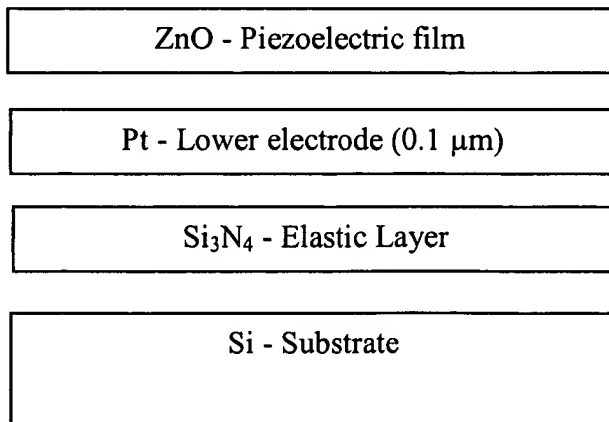 ZnO - Piezoelectric film
Pt - Lower electrode (0.1 μm)
Si₃N₄ - Elastic Layer
Si - Substrate